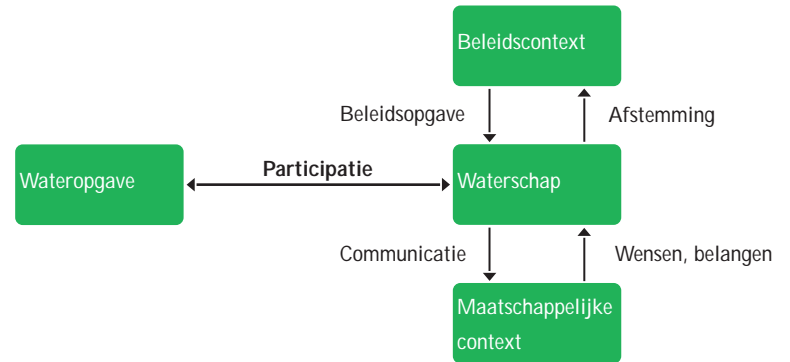 Beleidscontext
Beleidsopgave
Afstemming
Wateropgave
Participatie
Waterschap
Communicatie
Wensen, belangen
Maatschappelijke
context